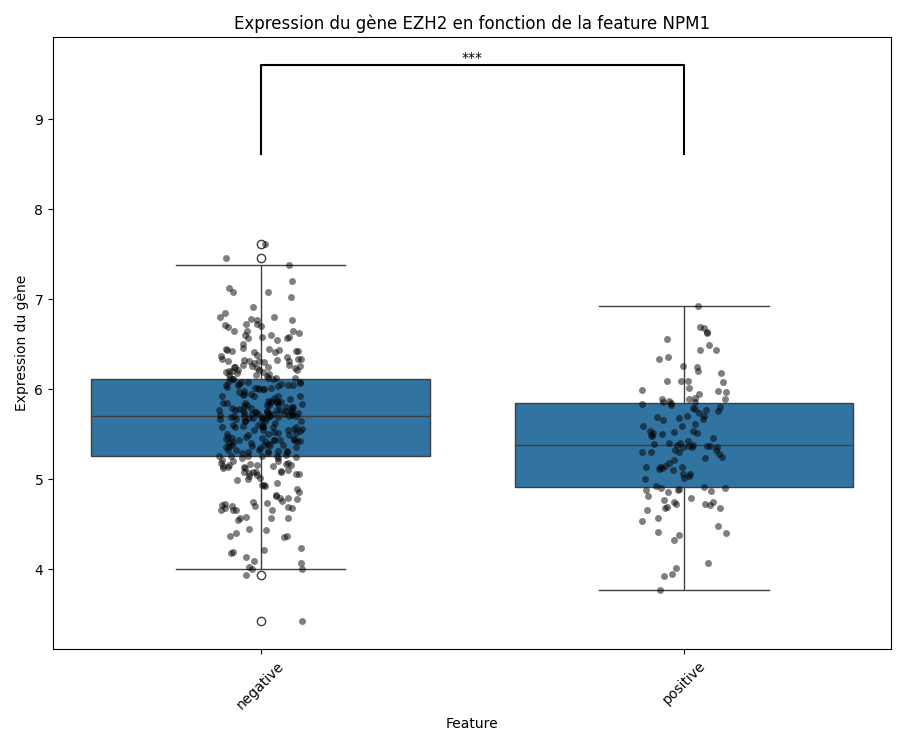 Expression du gène EZH2 en fonction de la feature NPM1
***
9
8
7
6
5
4
Expression du gène
negative
positive
Feature